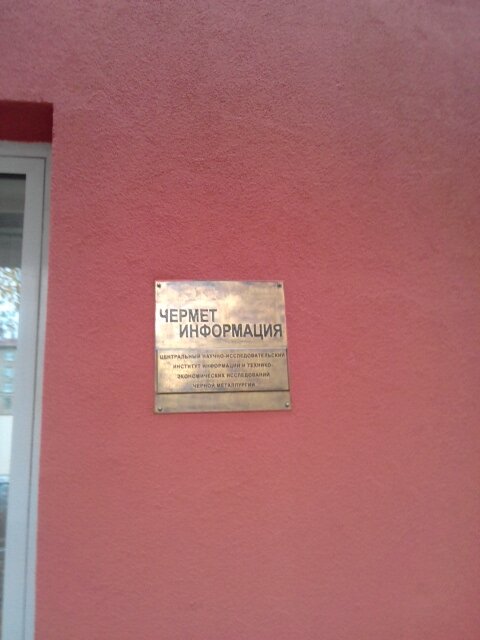 ЧЕРМЕТ
ИНФОРМАЦИЯ
ЦЕНТРАЛЬНЫЙ НАУЧНО-ИССЛЕДОВАТЕЛЬСКИЙ
ИНСТИТУТ ИНФОРМАЦИИ И ТЕХНИКО-
ЭКОНОМИЧЕСКИХ ИССЛЕДОВАНИЙ
ЧЕРНОЙ МЕТАЛЛУРГИИ